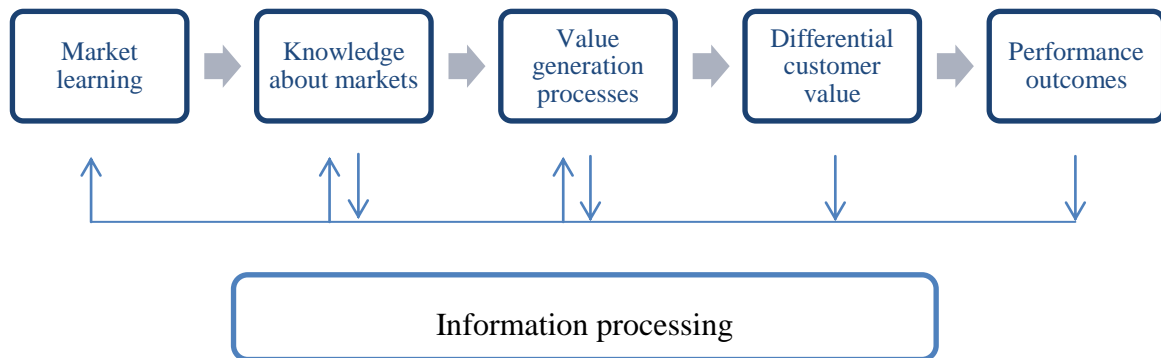 Market
learning
Knowledge
about markets
Value
generation
processes
Differential
customer
value
Performance
outcomes
Information processing